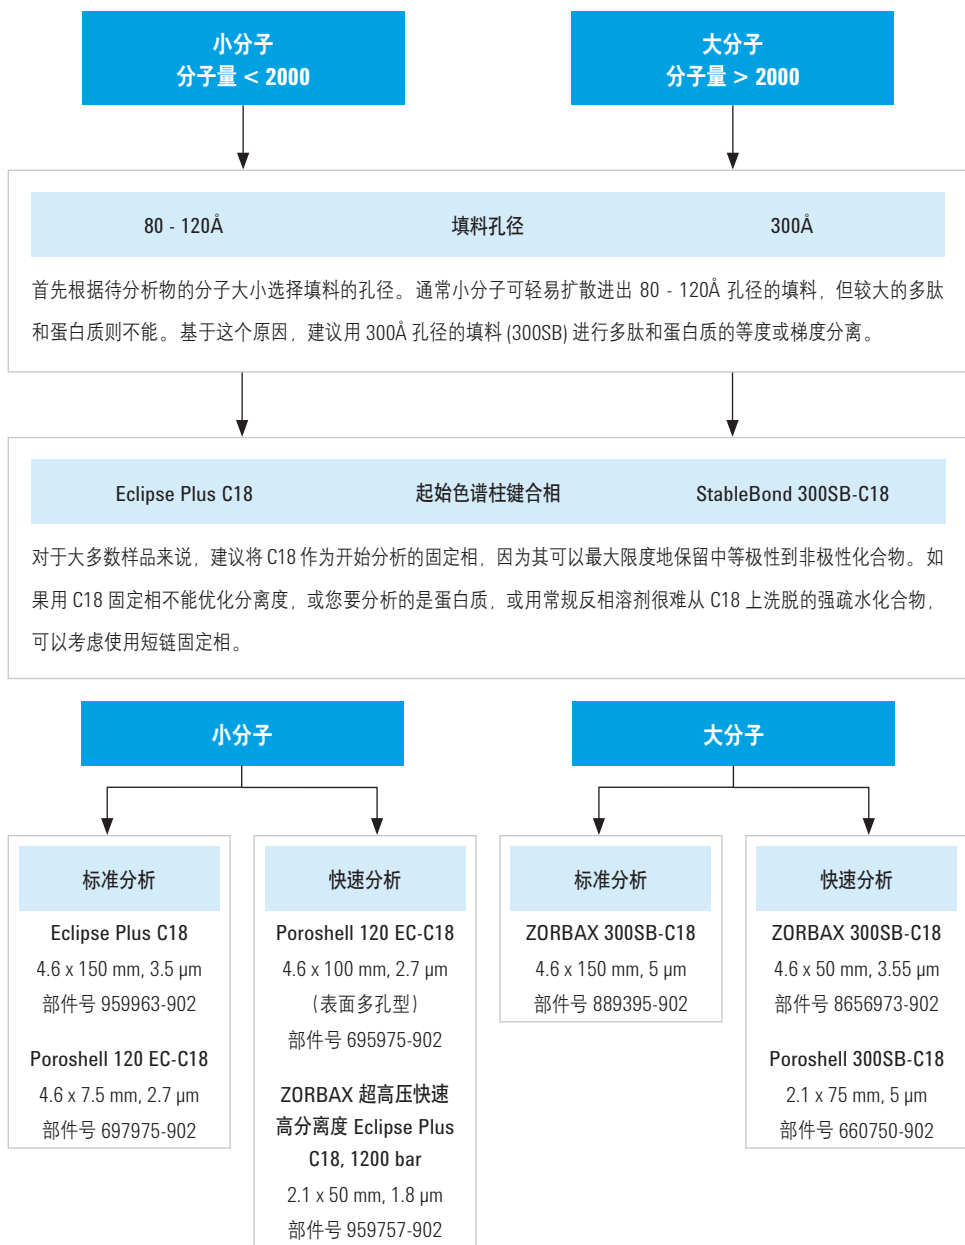 小分子
分子量 < 2000
大分子
分子量 > 2000
80 - 120Å
填料孔径
300Å
首先根据待分析物的分子大小选择填料的孔径。通常小分子可轻易扩散进出 80 - 120Å 孔径的填料，但较大的多肽
和蛋白质则不能。基于这个原因，建议用 300Å 孔径的填料 (300SB) 进行多肽和蛋白质的等度或梯度分离。
Eclipse Plus C18
起始色谱柱键合相
StableBond 300SB-C18
对于大多数样品来说，建议将 C18 作为开始分析的固定相，因为其可以最大限度地保留中等极性到非极性化合物。如
果用 C18 固定相不能优化分离度，或您要分析的是蛋白质，或用常规反相溶剂很难从 C18 上洗脱的强疏水化合物，
可以考虑使用短链固定相。
小分子
大分子
标准分析
Eclipse Plus C18
4.6 x 150 mm, 3.5 µm
部件号 959963-902
Poroshell 120 EC-C18
4.6 x 7.5 mm, 2.7 µm
部件号 697975-902
快速分析
Poroshell 120 EC-C18
4.6 x 100 mm, 2.7 µm
（表面多孔型）
部件号 695975-902
ZORBAX 超高压快速
高分离度 Eclipse Plus
C18, 1200 bar
2.1 x 50 mm, 1.8 µm
部件号 959757-902
标准分析
ZORBAX 300SB-C18
4.6 x 150 mm, 5 µm
部件号 889395-902
快速分析
ZORBAX 300SB-C18
4.6 x 50 mm, 3.55 µm
部件号 8656973-902
Poroshell 300SB-C18
2.1 x 75 mm, 5 µm
部件号 660750-902